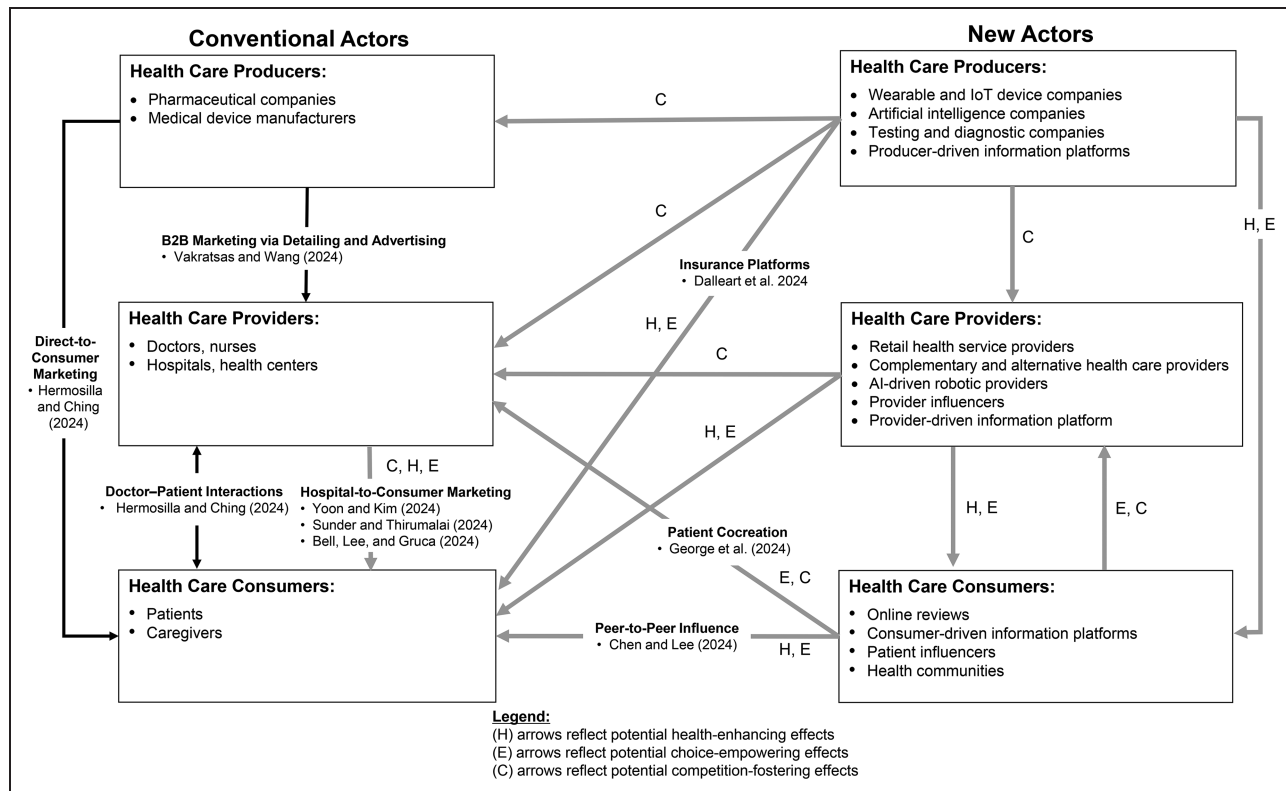 Conventional Actors
New Actors
Health Care Producers:
• Pharmaceutical companies
• Medical device manufacturers
Health Care Producers:
• Wearable and IoT device companies
• Artificial intelligence companies
• Testing and diagnostic companies
• Producer-driven information platforms
C
C
C
H, E
B2B Marketing via Detailing and Advertising
• Vakratsas and Wang (2024)
Insurance Platforms
• Dalleart et al. 2024
H, E
Health Care Providers:
• Doctors, nurses
• Hospitals, health centers
Health Care Providers:
• Retail health service providers
• Complementary and alternative health care providers
• AI-driven robotic providers
• Provider influencers
• Provider-driven information platform
C
H, E
Direct-to-
Consumer
Marketing
• Hermosilla
and Ching
(2024)
C, H, E
Doctor–Patient Interactions
• Hermosilla and Ching (2024)
Hospital-to-Consumer Marketing
• Yoon and Kim (2024)
• Sunder and Thirumalai (2024)
• Bell, Lee, and Gruca (2024)
Patient Cocreation
• George et al. (2024)
E, C
H, E
E, C
Health Care Consumers:
• Patients
• Caregivers
Peer-to-Peer Influence
• Chen and Lee (2024)
H, E
Health Care Consumers:
• Online reviews
• Consumer-driven information platforms
• Patient influencers
• Health communities
Legend:
(H) arrows reflect potential health-enhancing effects
(E) arrows reflect potential choice-empowering effects
(C) arrows reflect potential competition-fostering effects